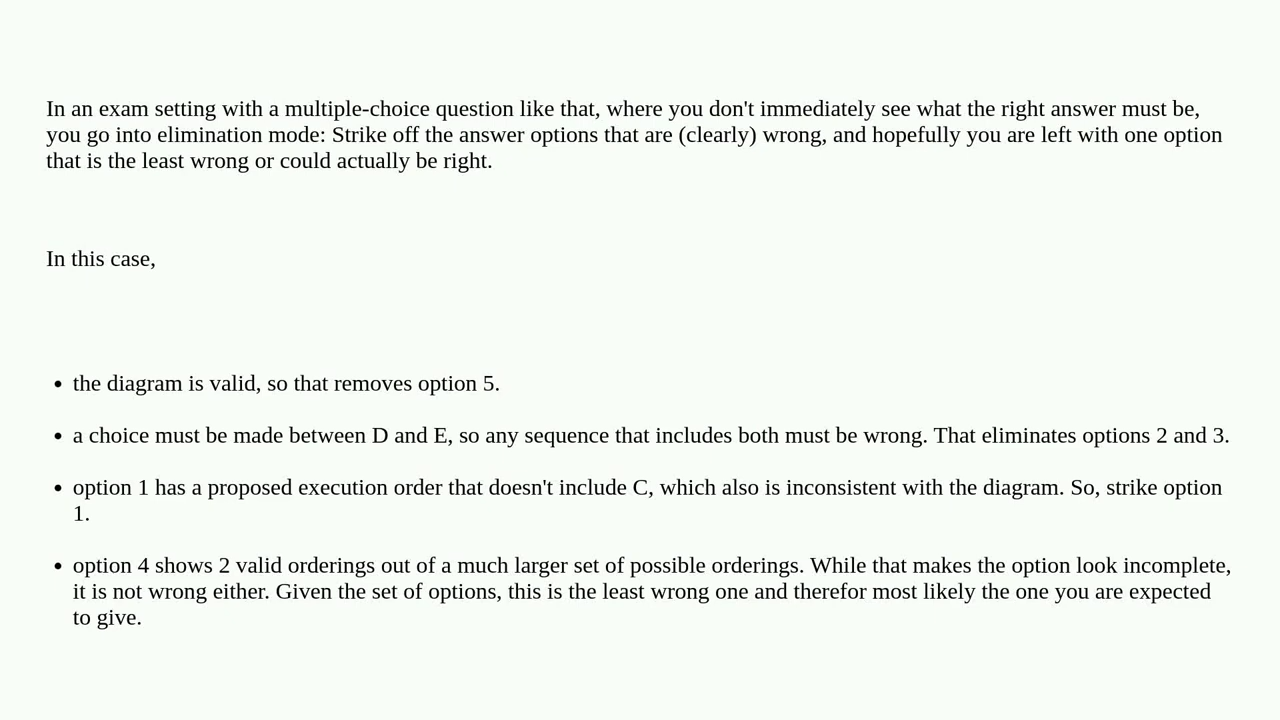 In an exam setting with a multiple-choice question like that, where you don't immediately see what the right answer must be,
you go into elimination mode: Strike off the answer options that are (clearly) wrong, and hopefully you are left with one option
that is the least wrong or could actually be right.
In this case,
• the diagram is valid, so that removes option 5.
• a choice must be made between D and E, so any sequence that includes both must be wrong. That eliminates options 2 and 3.
• option 1 has a proposed execution order that doesn't include C, which also is inconsistent with the diagram. So, strike option
1.
• option 4 shows 2 valid orderings out of a much larger set of possible orderings. While that makes the option look incomplete,
it is not wrong either. Given the set of options, this is the least wrong one and therefor most likely the one you are expected
to give.